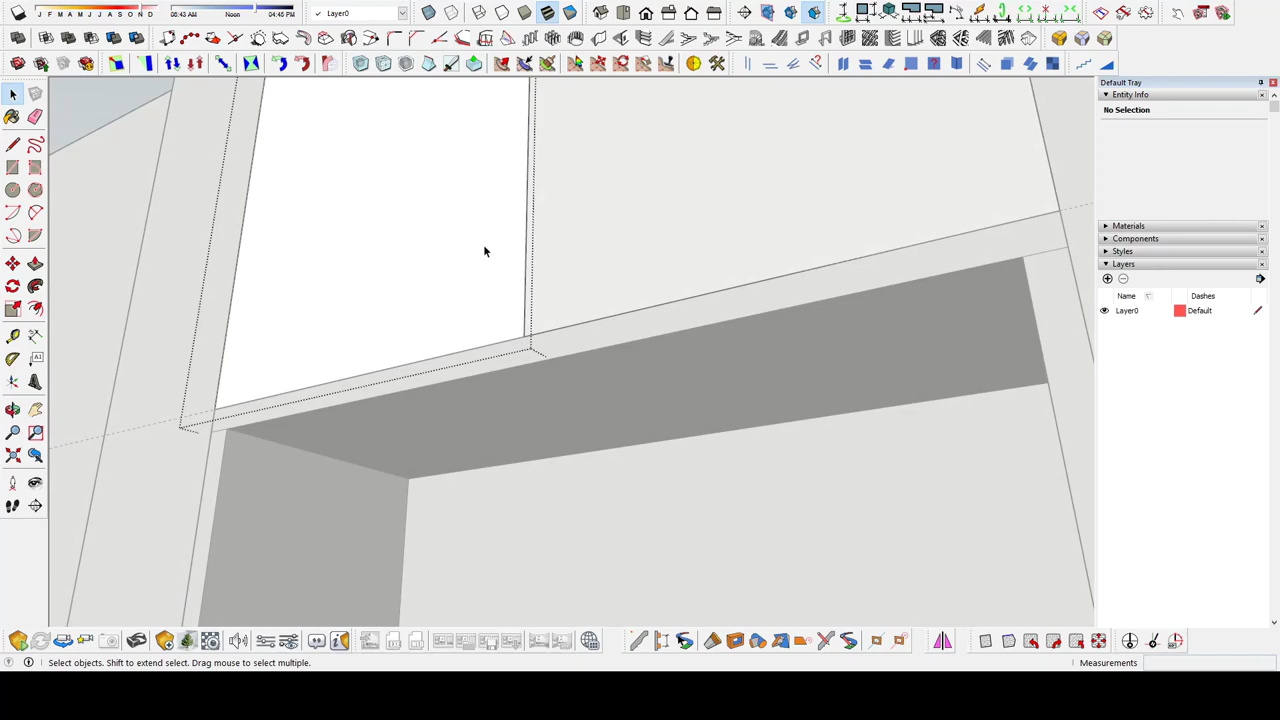 J F M A M J J A S O N D
06:43 AM Noon 04:45 PM
✓ Layer0
Default Tray
Entity Info
No Selection
Materials
Components
Styles
Layers
Name Dashes
Layer0 Default
A1
Select objects. Shift to extend select. Drag mouse to select multiple.
Measurements